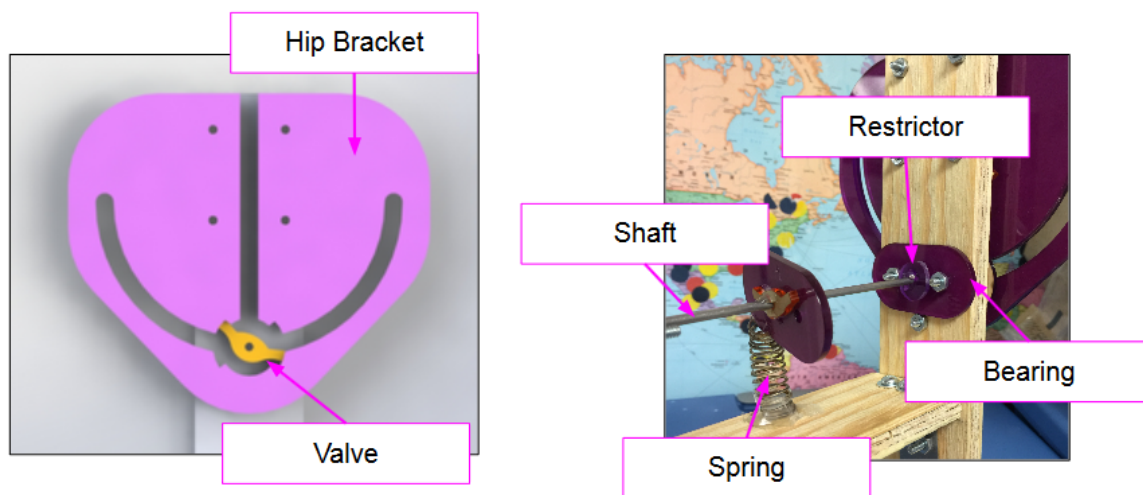 Hip Bracket
Valve
Restrictor
Shaft
Bearing
Spring